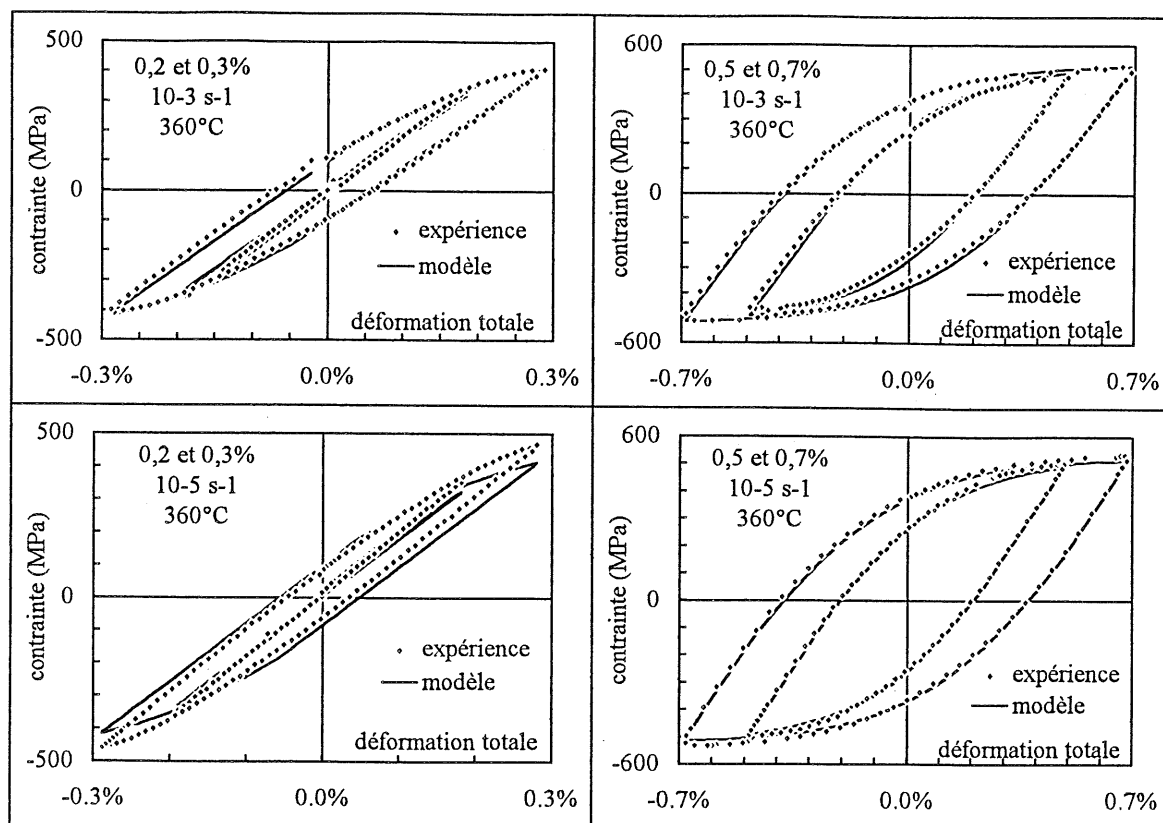 500
0
-500
contrainte (MPa)
0,2 et 0,3%
10-3 s-1
360°C
expérience
modèle
déformation totale
-0.3%
0.0%
0.3%
600
0
-600
contrainte (MPa)
0,5 et 0,7%
10-3 s-1
360°C
expérience
modèle
déformation totale
-0.7%
0.0%
0.7%
500
0
-500
contrainte (MPa)
0,2 et 0,3%
10-5 s-1
360°C
expérience
modèle
déformation totale
-0.3%
0.0%
0.3%
600
0
-600
contrainte (MPa)
0,5 et 0,7%
10-5 s-1
360°C
expérience
modèle
déformation totale
-0.7%
0.0%
0.7%